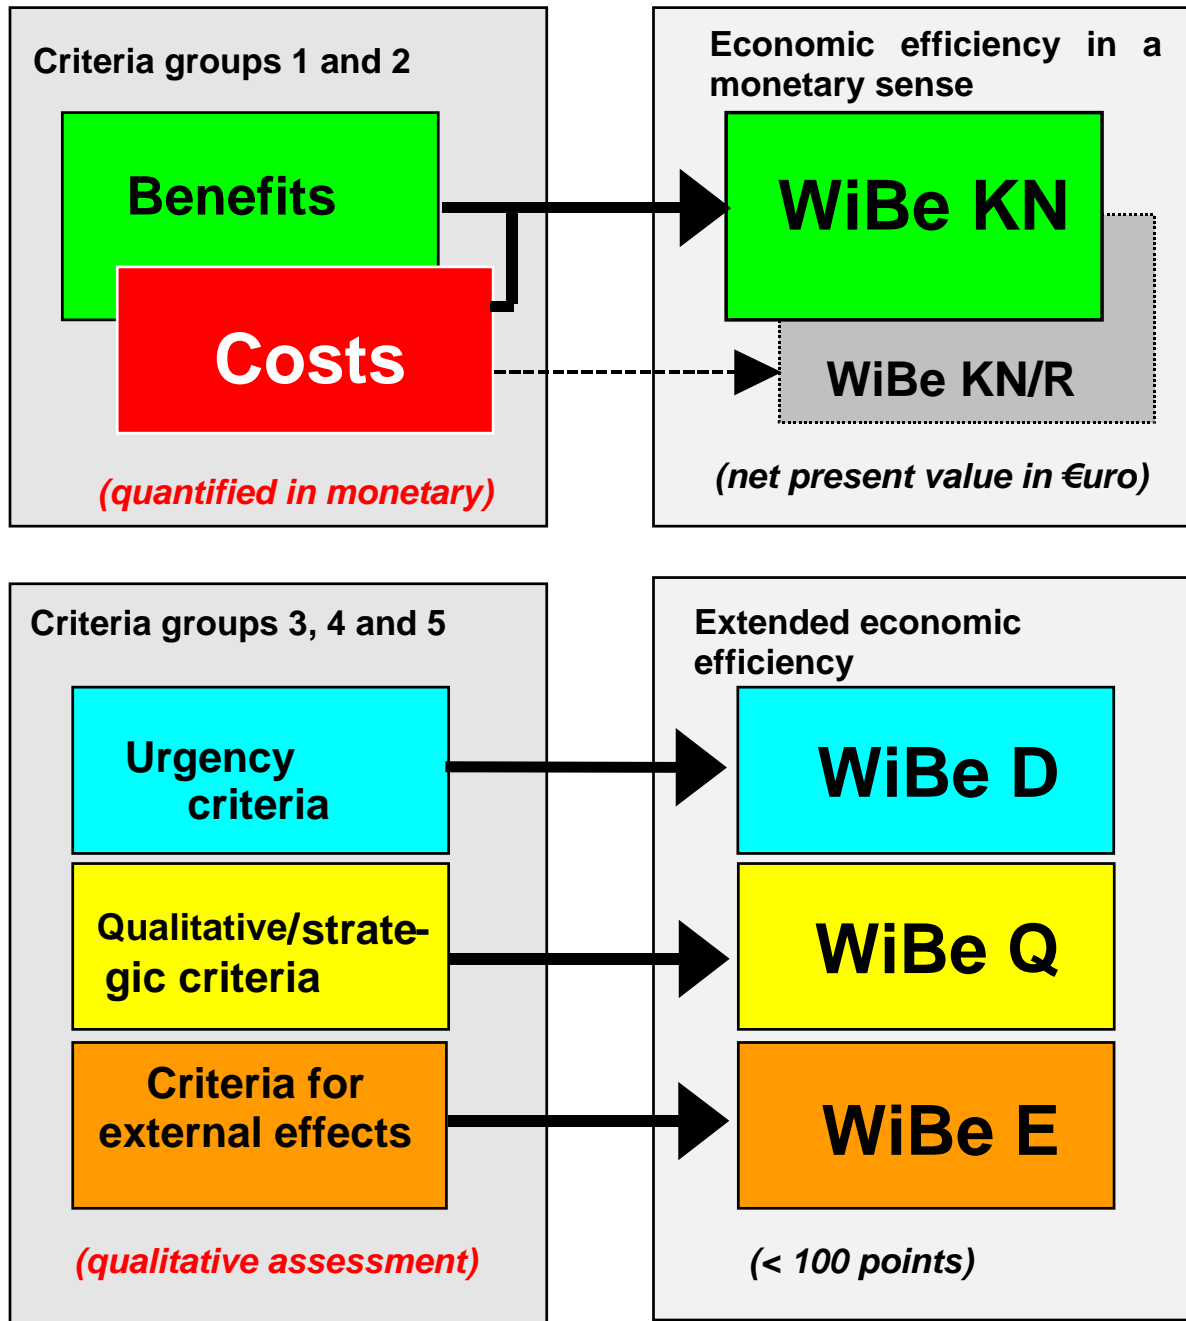 Criteria groups 1 and 2
Benefits
Costs
(quantified in monetary)
Economic efficiency in a
monetary sense
WiBe KN
WiBe KN/R
(net present value in €uro)
Criteria groups 3, 4 and 5
Urgency
criteria
Qualitative/strate-
gic criteria
Criteria for
external effects
(qualitative assessment)
Extended economic
efficiency
WiBe D
WiBe Q
WiBe E
(< 100 points)